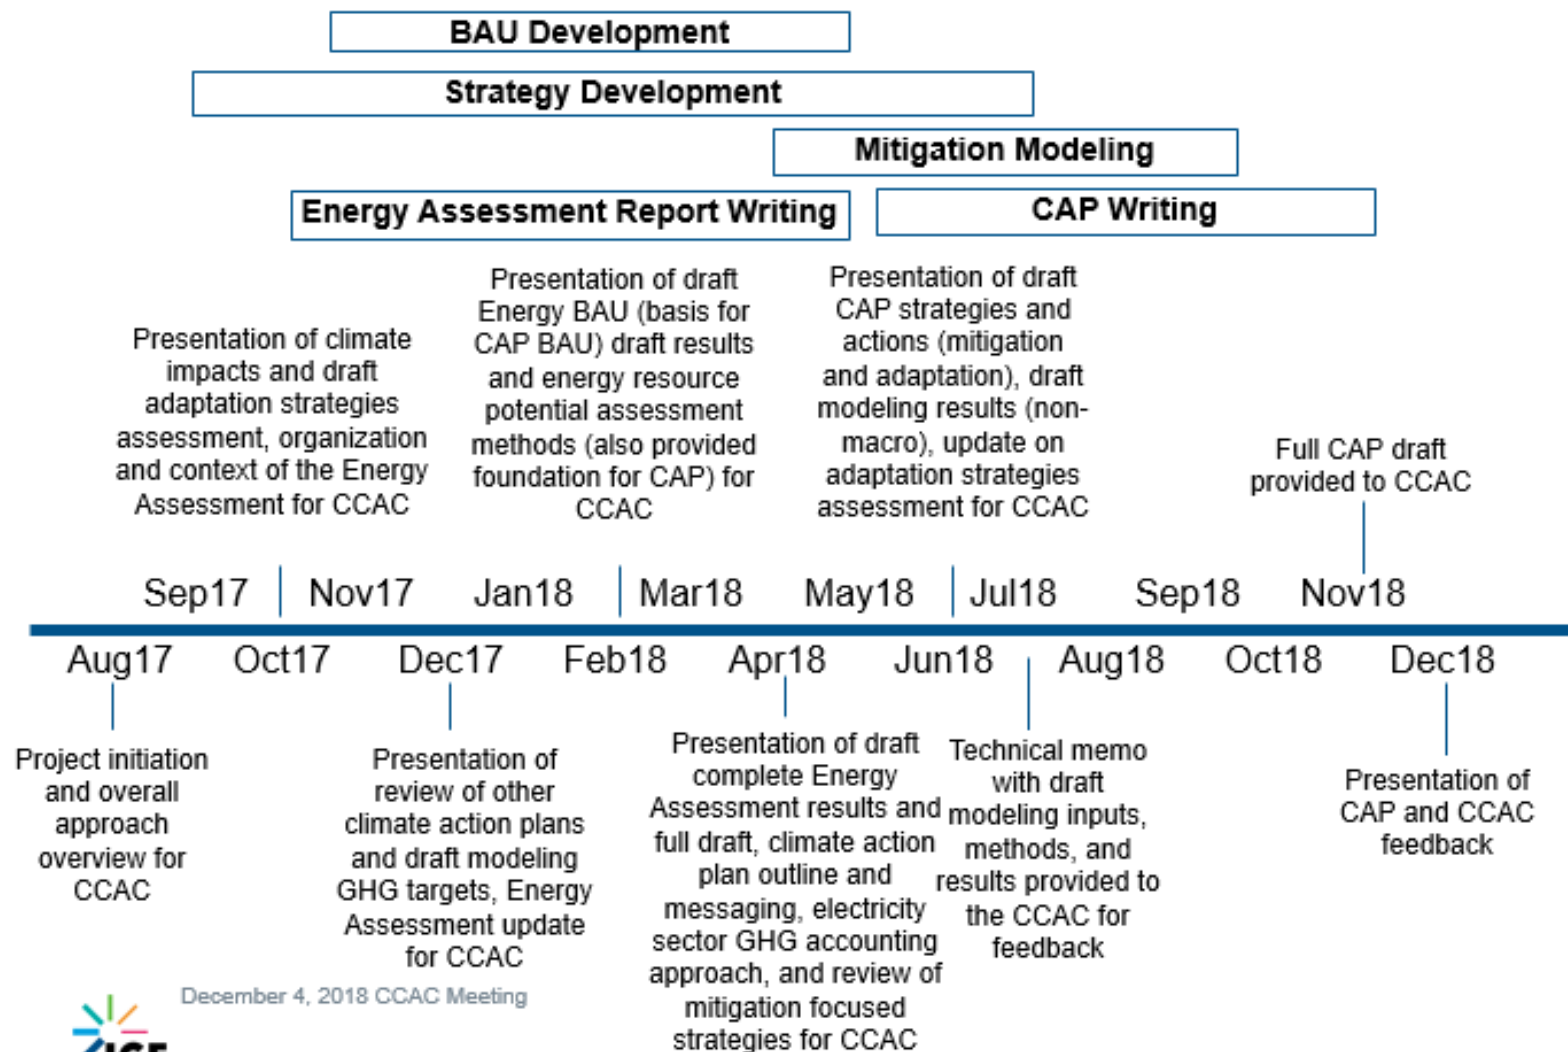 BAU Development
Strategy Development
Mitigation Modeling
Energy Assessment Report Writing
CAP Writing
Presentation of climate
impacts and draft
adaptation strategies
assessment, organization
and context of the Energy
Assessment for CCAC
Presentation of draft
Energy BAU (basis for
CAP BAU) draft results
and energy resource
potential assessment
methods (also provided
foundation for CAP) for
CCAC
Presentation of draft
CAP strategies and
actions (mitigation
and adaptation), draft
modeling results (non-
macro), update on
adaptation strategies
assessment for CCAC
Full CAP draft
provided to CCAC
Sep17 Nov17 Jan18 Mar18 May18 Jul18 Sep18 Nov18
Aug17 Oct17 Dec17 Feb18 Apr18 Jun18 Aug18 Oct18 Dec18
Project initiation
and overall
approach
overview for
CCAC
Presentation of
review of other
climate action plans
and draft modeling
GHG targets, Energy
Assessment update
for CCAC
Presentation of draft
complete Energy
Assessment results and
full draft, climate action
plan outline and
messaging, electricity
sector GHG accounting
approach, and review of
mitigation focused
strategies for CCAC
Technical memo
with draft
modeling inputs,
methods, and
results provided to
the CCAC for
feedback
Presentation of
CAP and CCAC
feedback
December 4, 2018 CCAC Meeting
ICF